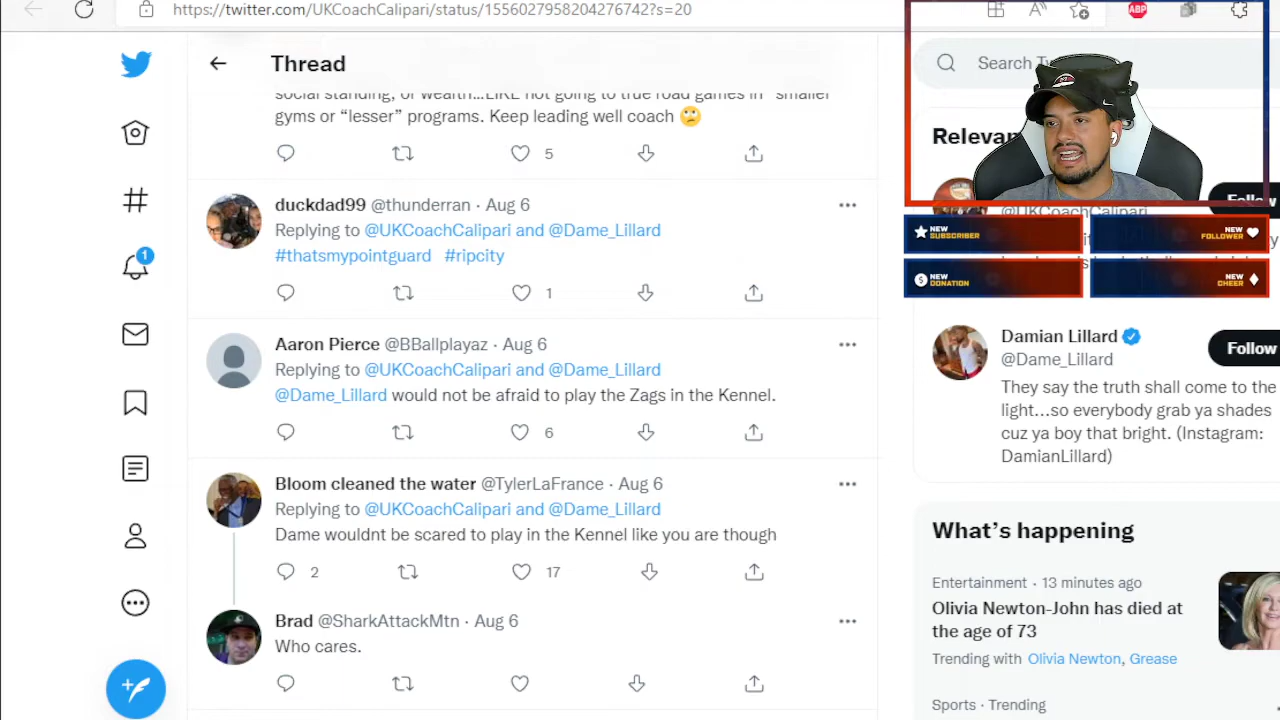 https://twitter.com/UKCoachCalipari/status/1556027958204276742?s=20
ABP
Thread
social standing, or wealth...LIKE not going to true road games in "smaller
gyms or “lesser” programs. Keep leading well coach 🙄
5
duckdad99 @thunderran · Aug 6
Replying to @UKCoachCalipari and @Dame_Lillard
#thatsmypointguard #ripcity
1
Aaron Pierce @BBallplayaz · Aug 6
Replying to @UKCoachCalipari and @Dame_Lillard
@Dame_Lillard would not be afraid to play the Zags in the Kennel.
6
Bloom cleaned the water @TylerLaFrance · Aug 6
Replying to @UKCoachCalipari and @Dame_Lillard
Dame wouldnt be scared to play in the Kennel like you are though
2
17
Brad @SharkAttackMtn · Aug 6
Who cares.
1
Search
Relevan
Follow
@UKCoachCalipari
NEW SUBSCRIBER
NEW FOLLOWER
NEW DONATION
NEW CHEER
Damian Lillard
@Dame_Lillard
Follow
They say the truth shall come to the
light...so everybody grab ya shades
cuz ya boy that bright. (Instagram:
DamianLillard)
What’s happening
Entertainment · 13 minutes ago
Olivia Newton-John has died at
the age of 73
Trending with Olivia Newton, Grease
Sports · Trending